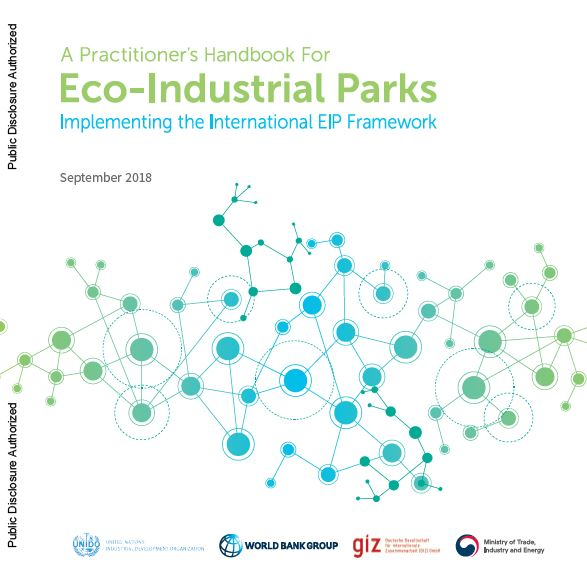 A Practitioner's Handbook For
Eco-Industrial Parks
Implementing the International EIP Framework
September 2018
Public Disclosure Authorized
Public Disclosure Authorized
UNIDO
UNITED NATIONS
INDUSTRIAL DEVELOPMENT ORGANIZATION
WORLD BANK GROUP
giz
Deutsche Gesellschaft
für Internationale
Zusammenarbeit (GIZ) GmbH
Ministry of Trade,
Industry and Energy